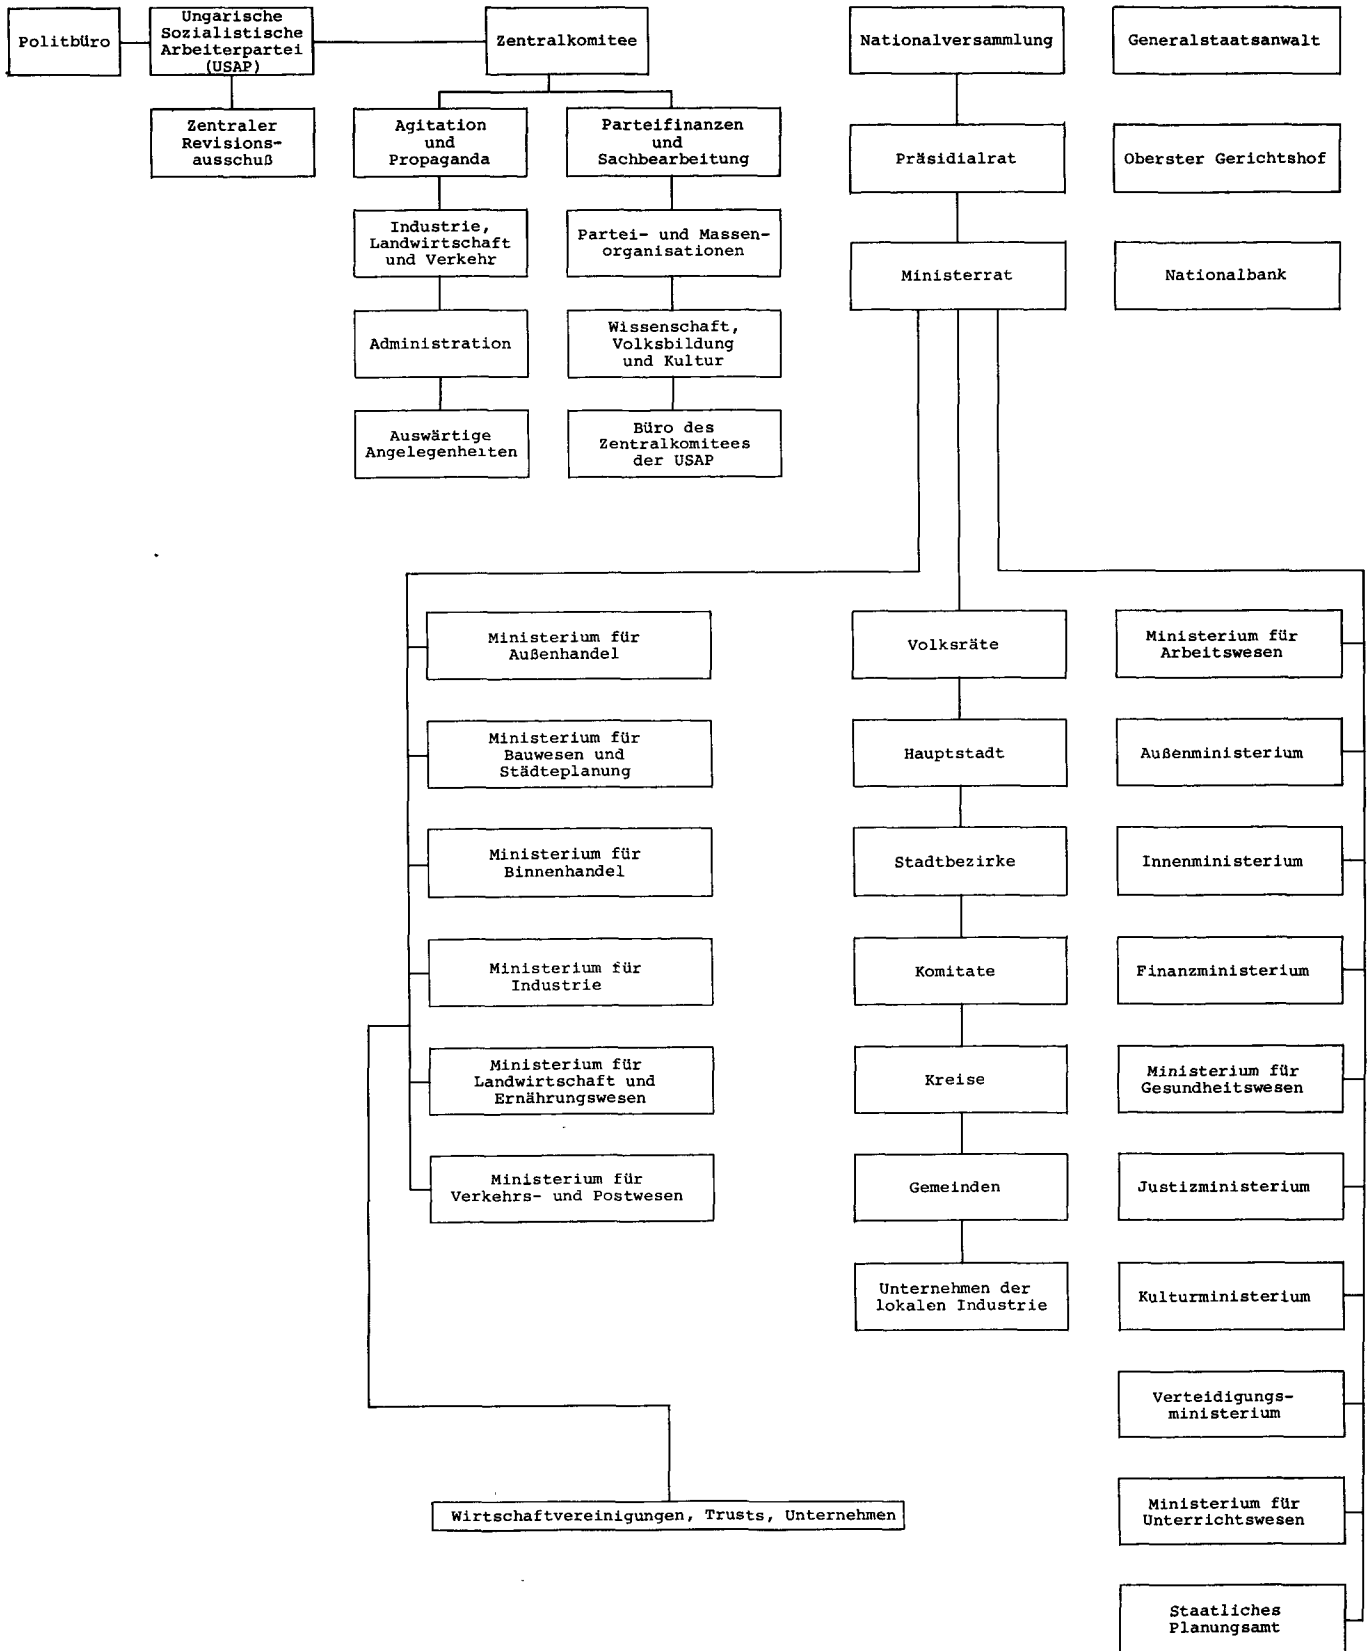 Politbüro
Ungarische
Sozialistische
Arbeiterpartei
(USAP)
Zentralkomitee
Nationalversammlung
Generalstaatsanwalt
Zentraler
Revisions-
ausschuß
Agitation
und
Propaganda
Parteifinanzen
und
Sachbearbeitung
Präsidialrat
Oberster Gerichtshof
Industrie,
Landwirtschaft
und Verkehr
Partei- und Massen-
organisationen
Ministerrat
Nationalbank
Administration
Wissenschaft,
Volksbildung
und Kultur
Auswärtige
Angelegenheiten
Büro des
Zentralkomitees
der USAP
Ministerium für
Außenhandel
Ministerium für
Bauwesen und
Städteplanung
Ministerium für
Binnenhandel
Ministerium für
Industrie
Ministerium für
Landwirtschaft und
Ernährungswesen
Ministerium für
Verkehrs- und Postwesen
Wirtschaftvereinigungen, Trusts, Unternehmen
Volksräte
Hauptstadt
Stadtbezirke
Komitate
Kreise
Gemeinden
Unternehmen der
lokalen Industrie
Ministerium für
Arbeitswesen
Außenministerium
Innenministerium
Finanzministerium
Ministerium für
Gesundheitswesen
Justizministerium
Kulturministerium
Verteidigungs-
ministerium
Ministerium für
Unterrichtswesen
Staatliches
Planungsamt